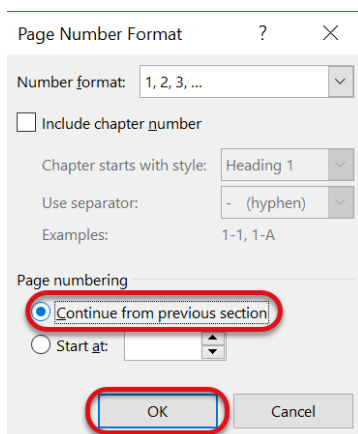 Page Number Format ?
Number format: 1, 2, 3, ...
Include chapter number
Chapter starts with style: Heading 1
Use separator: - (hyphen)
Examples: 1-1, 1-A
Page numbering
Continue from previous section
Start at:
OK Cancel